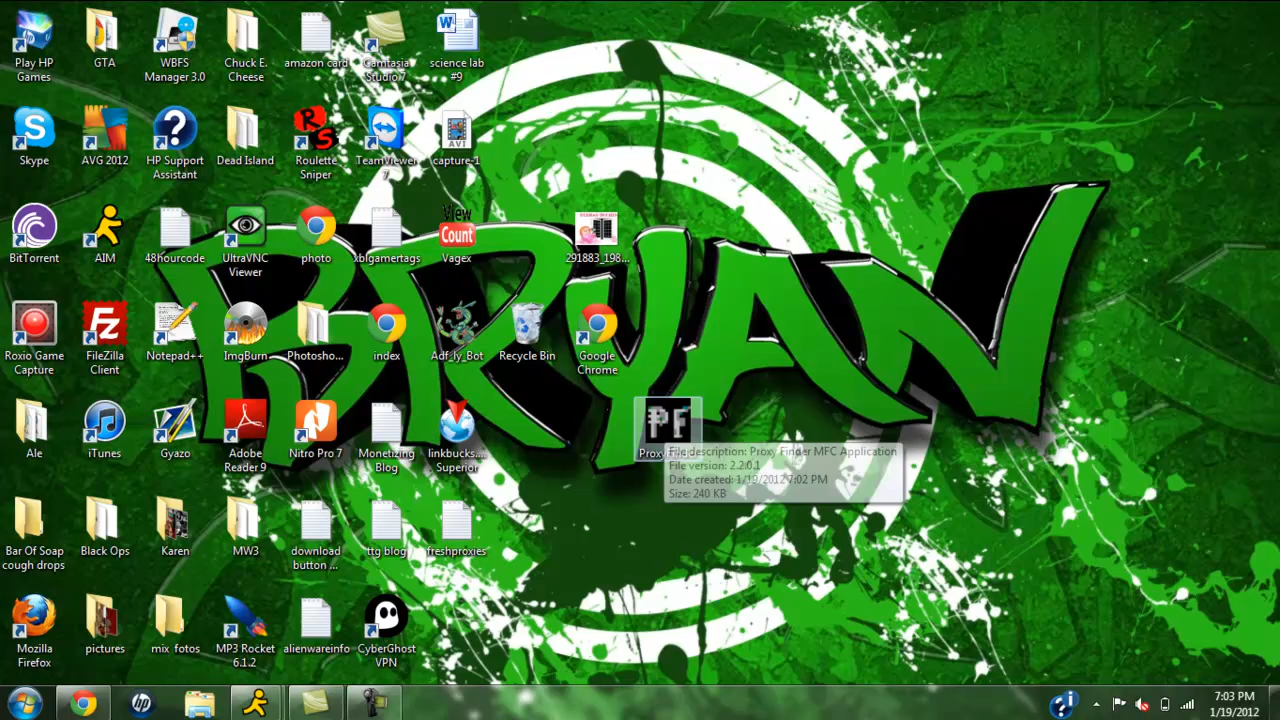 Play HP
Games
GTA
WBFS
Manager 3.0
Chuck E.
Cheese
amazon card
Camtasia
Studio 7
W
science lab
#9
S
Skype
AVG 2012
?
HP Support
Assistant
Dead Island
RS
Roulette
Sniper
TeamViewer
7
AVI
capture-1
BitTorrent
AIM
48hourcode
UltraVNC
Viewer
photo
xblgamertags
View
Count
Vagex
291883_198...
BRYAN
Roxio Game
Capture
Fz
FileZilla
Client
Notepad++
ImgBurn
Photosho...
index
Adf_ly_Bot
Recycle Bin
Google
Chrome
Ale
iTunes
Gyazo
Adobe
Reader 9
Nitro Pro 7
Monetizing
Blog
linkbucks....
Superior
PF
File description: Proxy Finder MFC Application
File version: 2.2.0.1
Date created: 1/19/2012 7:02 PM
Size: 240 KB
Bar Of Soap
cough drops
Black Ops
Karen
MW3
download
button ...
ttg blog
freshproxies
Mozilla
Firefox
pictures
mix_fotos
MP3 Rocket
6.1.2
alienwareinfo
CyberGhost
VPN
hp
?
7:03 PM
1/19/2012